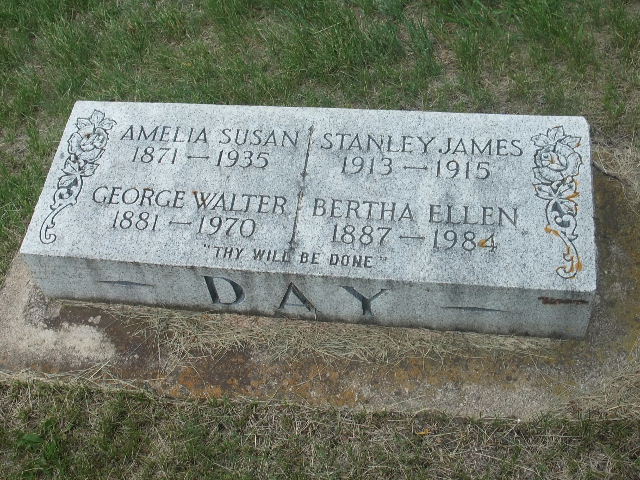 AMELIA SUSAN
1871 — 1935
STANLEY JAMES
1913 — 1915
GEORGE WALTER
1881 — 1970
BERTHA ELLEN
1887 — 1984
"THY WILL BE DONE"
DAY